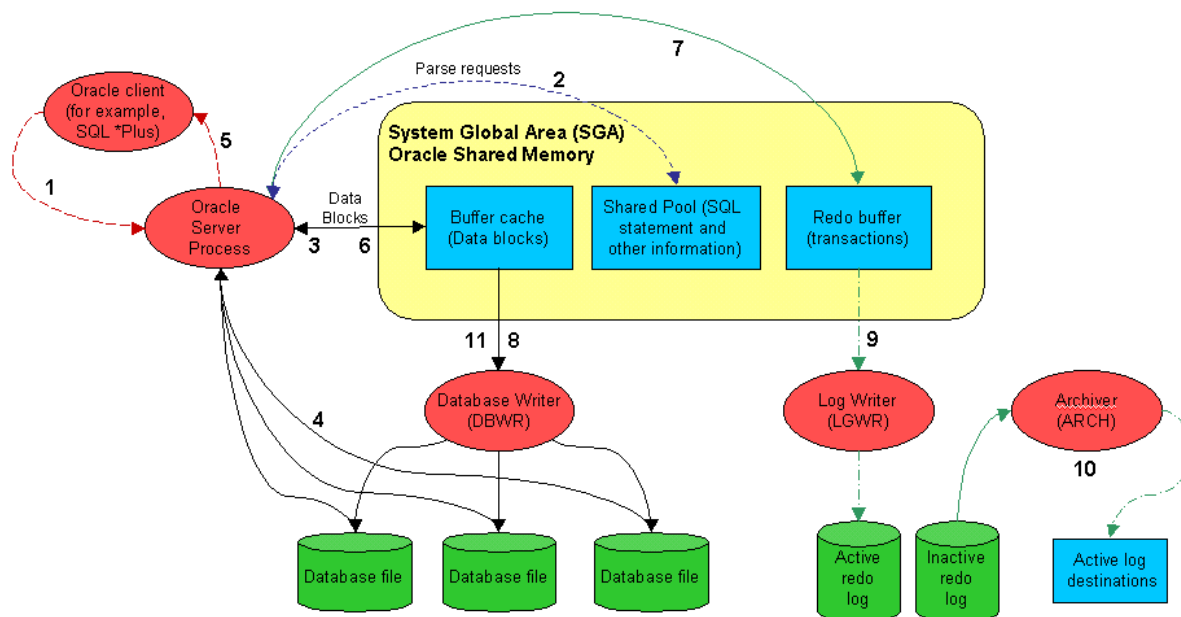 7
Parse requests
2
Oracle client
(for example,
SQL *Plus)
5
1
System Global Area (SGA)
Oracle Shared Memory
Oracle
Server
Process
Data
Blocks
3
6
Buffer cache
(Data blocks)
Shared Pool (SQL
statement and
other information)
Redo buffer
(transactions)
11
8
9
Database Writer
(DBWR)
Log Writer
(LGWR)
Archiver
(ARCH)
10
4
Database file
Database file
Database file
Active
redo
log
Inactive
redo
log
Active log
destinations